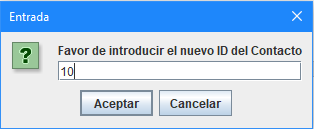 Entrada
Favor de introducir el nuevo ID del Contacto
10
Aceptar
Cancelar